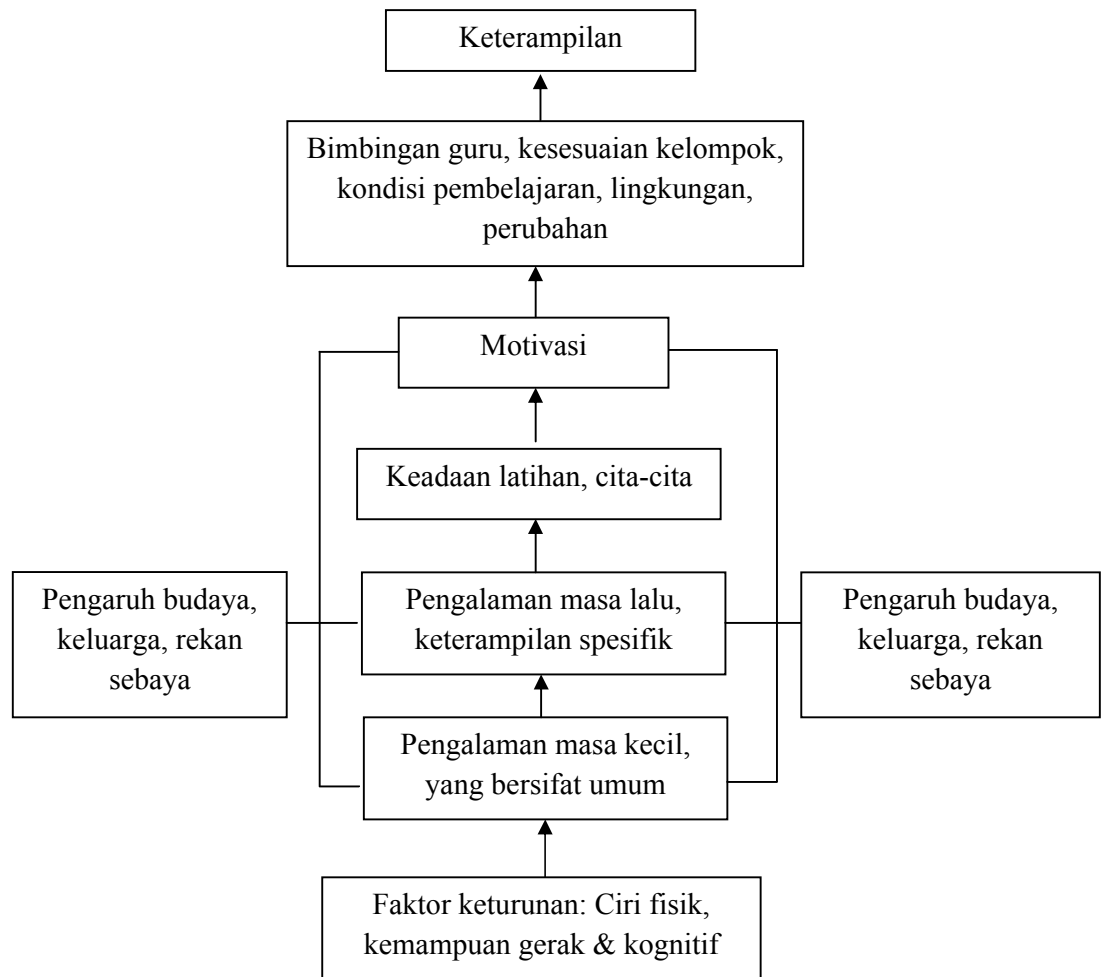 Keterampilan
Bimbingan guru, kesesuaian kelompok,
kondisi pembelajaran, lingkungan,
perubahan
Motivasi
Keadaan latihan, cita-cita
Pengaruh budaya,
keluarga, rekan
sebaya
Pengalaman masa lalu,
keterampilan spesifik
Pengaruh budaya,
keluarga, rekan
sebaya
Pengalaman masa kecil,
yang bersifat umum
Faktor keturunan: Ciri fisik,
kemampuan gerak & kognitif